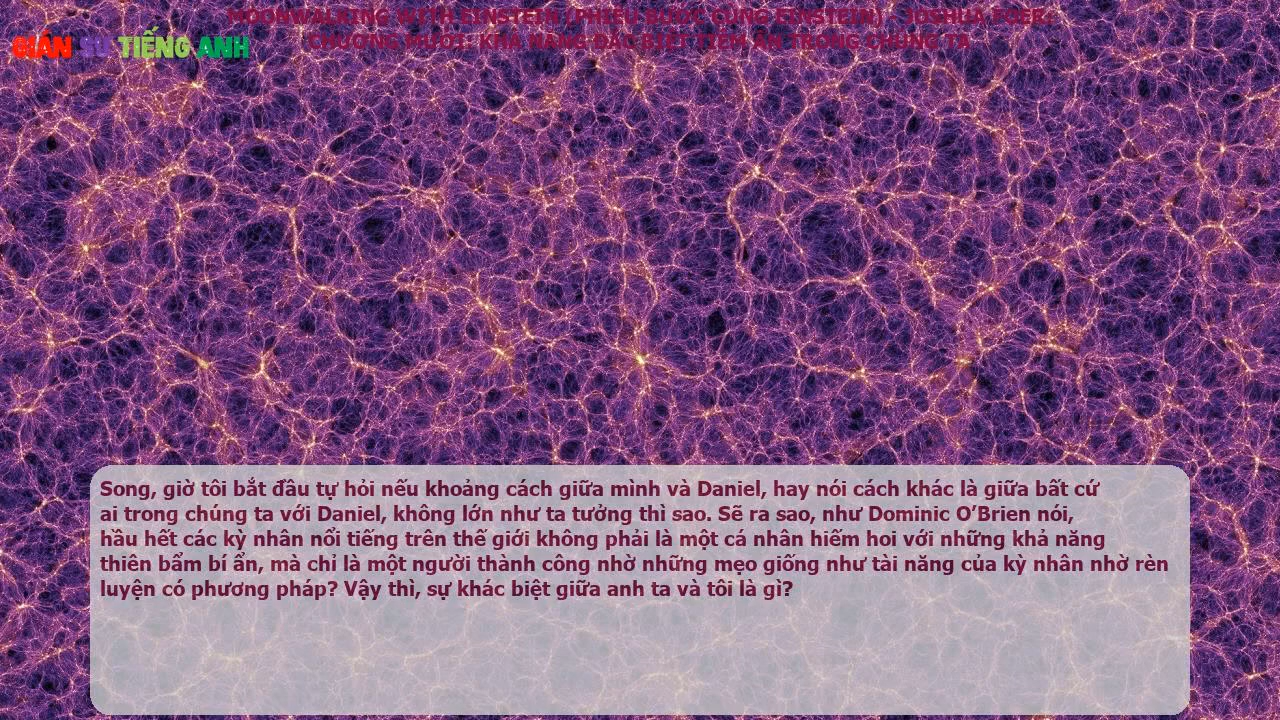 MOONWALKING WITH EINSTEIN (PHIÊU BƯỚC CÙNG EINSTEIN) - JOSHUA FOER;
CHƯƠNG MƯỜI: KHẢ NĂNG ĐẶC BIỆT TIỀM ẨN TRONG CHÚNG TA
GIÁN SỨ TIẾNG ANH
Song, giờ tôi bắt đầu tự hỏi nếu khoảng cách giữa mình và Daniel, hay nói cách khác là giữa bất cứ
ai trong chúng ta với Daniel, không lớn như ta tưởng thì sao. Sẽ ra sao, như Dominic O’Brien nói,
hầu hết các kỳ nhân nổi tiếng trên thế giới không phải là một cá nhân hiếm hoi với những khả năng
thiên bẩm bí ẩn, mà chỉ là một người thành công nhờ những mẹo giống như tài năng của kỳ nhân nhờ rèn
luyện có phương pháp? Vậy thì, sự khác biệt giữa anh ta và tôi là gì?